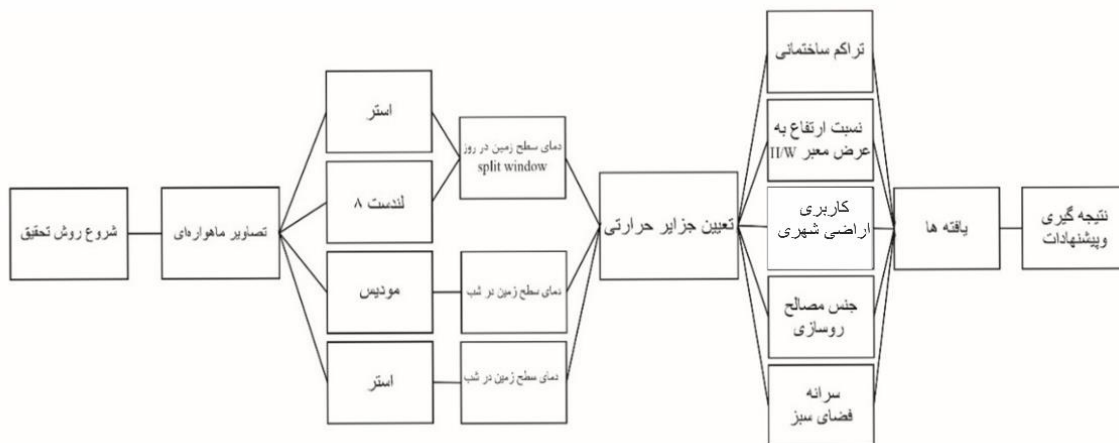 شروع روش تحقیق
تصاویر ماهواره‌ای
استر
لندست ۸
مودیس
استر
دمای سطح زمین در روز
split window
دمای سطح زمین در شب
دمای سطح زمین در شب
تعیین جزایر حرارتی
تراکم ساختمانی
نسبت ارتفاع به
عرض معبر H/W
کاربری
اراضی شهری
جنس مصالح
روسازی
سرانه
فضای سبز
یافته ها
نتیجه گیری
وپیشنهادات